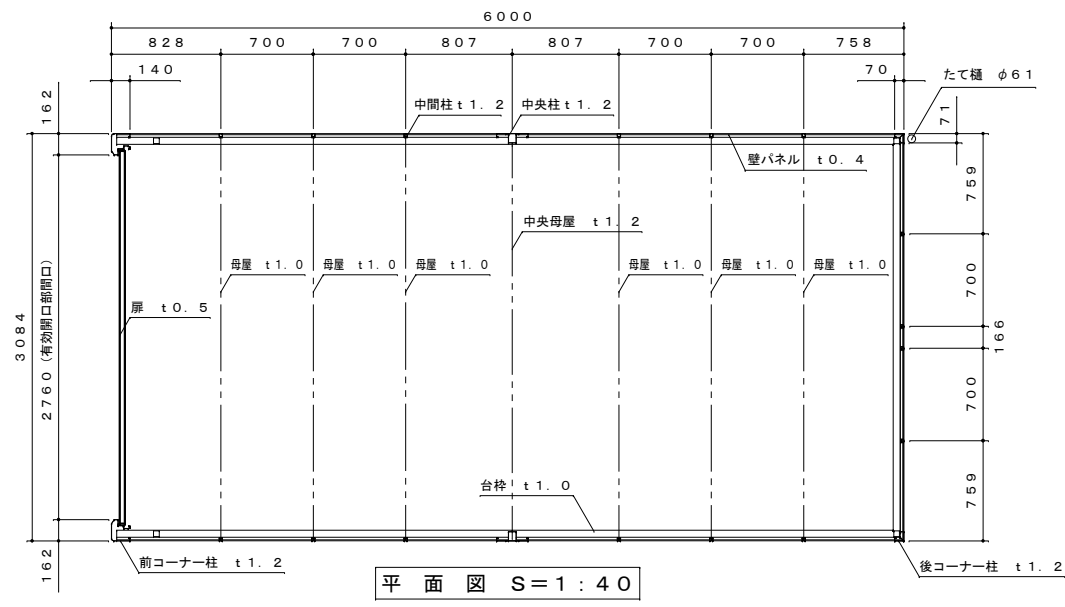 6000
828 700 700 807 807 700 700 758
140
70
たて樋 φ61
162
71
中間柱t1.2
中央柱t1.2
壁パネル t0.4
759
中央母屋 t1.2
母屋 t1.0
母屋 t1.0
母屋 t1.0
母屋 t1.0
母屋 t1.0
母屋 t1.0
700
扉 t0.5
3084
2760(有効開口部間口)
166
700
台枠 t1.0
759
162
前コーナー柱 t1.2
後コーナー柱 t1.2
平面図 S=1:40